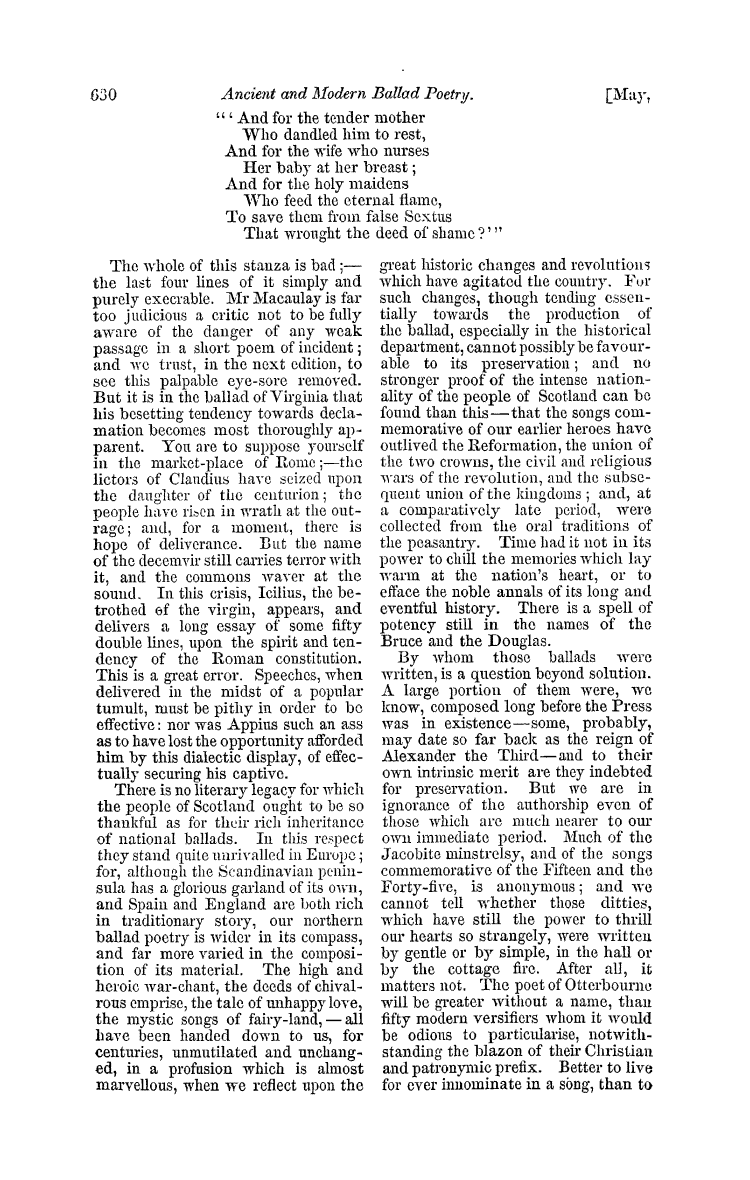 630 Ancient and Modern Ballad Poetry. [May,
“‘ And for the tender mother
Who dandled him to rest,
And for the wife who nurses
Her baby at her breast ;
And for the holy maidens
Who feed the eternal flame,
To save them from false Sextus
That wrought the deed of shame ?’”
The whole of this stanza is bad ;—
the last four lines of it simply and
purely execrable. Mr Macaulay is far
too judicious a critic not to be fully
aware of the danger of any weak
passage in a short poem of incident ;
and we trust, in the next edition, to
see this palpable eye-sore removed.
But it is in the ballad of Virginia that
his besetting tendency towards decla-
mation becomes most thoroughly ap-
parent. You are to suppose yourself
in the market-place of Rome ;—the
lictors of Claudius have seized upon
the daughter of the centurion ; the
people have risen in wrath at the out-
rage ; and, for a moment, there is
hope of deliverance. But the name
of the decemvir still carries terror with
it, and the commons waver at the
sound. In this crisis, Icilius, the be-
trothed of the virgin, appears, and
delivers a long essay of some fifty
double lines, upon the spirit and ten-
dency of the Roman constitution.
This is a great error. Speeches, when
delivered in the midst of a popular
tumult, must be pithy in order to be
effective : nor was Appius such an ass
as to have lost the opportunity afforded
him by this dialectic display, of effec-
tually securing his captive.
There is no literary legacy for which
the people of Scotland ought to be so
thankful as for their rich inheritance
of national ballads. In this respect
they stand quite unrivalled in Europe ;
for, although the Scandinavian penin-
sula has a glorious garland of its own,
and Spain and England are both rich
in traditionary story, our northern
ballad poetry is wider in its compass,
and far more varied in the composi-
tion of its material. The high and
heroic war-chant, the deeds of chival-
rous emprise, the tale of unhappy love,
the mystic songs of fairy-land, — all
have been handed down to us, for
centuries, unmutilated and unchang-
ed, in a profusion which is almost
marvellous, when we reflect upon the
great historic changes and revolutions
which have agitated the country. For
such changes, though tending essen-
tially towards the production of
the ballad, especially in the historical
department, cannot possibly be favour-
able to its preservation ; and no
stronger proof of the intense nation-
ality of the people of Scotland can be
found than this — that the songs com-
memorative of our earlier heroes have
outlived the Reformation, the union of
the two crowns, the civil and religious
wars of the revolution, and the subse-
quent union of the kingdoms ; and, at
a comparatively late period, were
collected from the oral traditions of
the peasantry. Time had it not in its
power to chill the memories which lay
warm at the nation's heart, or to
efface the noble annals of its long and
eventful history. There is a spell of
potency still in the names of the
Bruce and the Douglas.
By whom those ballads were
written, is a question beyond solution.
A large portion of them were, we
know, composed long before the Press
was in existence—some, probably,
may date so far back as the reign of
Alexander the Third—and to their
own intrinsic merit are they indebted
for preservation. But we are in
ignorance of the authorship even of
those which are much nearer to our
own immediate period. Much of the
Jacobite minstrelsy, and of the songs
commemorative of the Fifteen and the
Forty-five, is anonymous ; and we
cannot tell whether those ditties,
which have still the power to thrill
our hearts so strangely, were written
by gentle or by simple, in the hall or
by the cottage fire. After all, it
matters not. The poet of Otterbourne
will be greater without a name, than
fifty modern versifiers whom it would
be odious to particularise, notwith-
standing the blazon of their Christian
and patronymic prefix. Better to live
for ever innominate in a song, than to